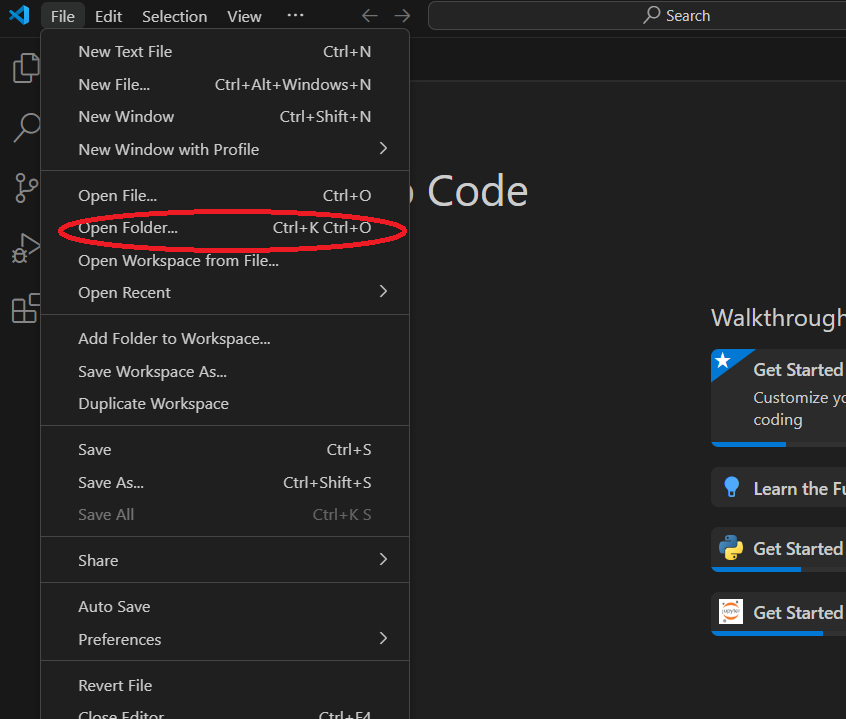 File Edit Selection View ...
Search
New Text File Ctrl+N
New File... Ctrl+Alt+Windows+N
New Window Ctrl+Shift+N
New Window with Profile
Open File... Ctrl+O
Code
Open Folder... Ctrl+K Ctrl+O
Open Workspace from File...
Open Recent
Add Folder to Workspace...
Save Workspace As...
Duplicate Workspace
Save Ctrl+S
Save As... Ctrl+Shift+S
Save All Ctrl+K S
Share
Auto Save
Preferences
Revert File
Close Editor Ctrl+F4
Walkthrough
Get Started
Customize yo
coding
Learn the Fu
Get Started
jupyter
Get Started